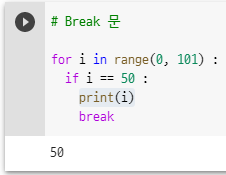 # Break 문
for i in range(0, 101) :
  if i == 50 :
    print(i)
    break
50